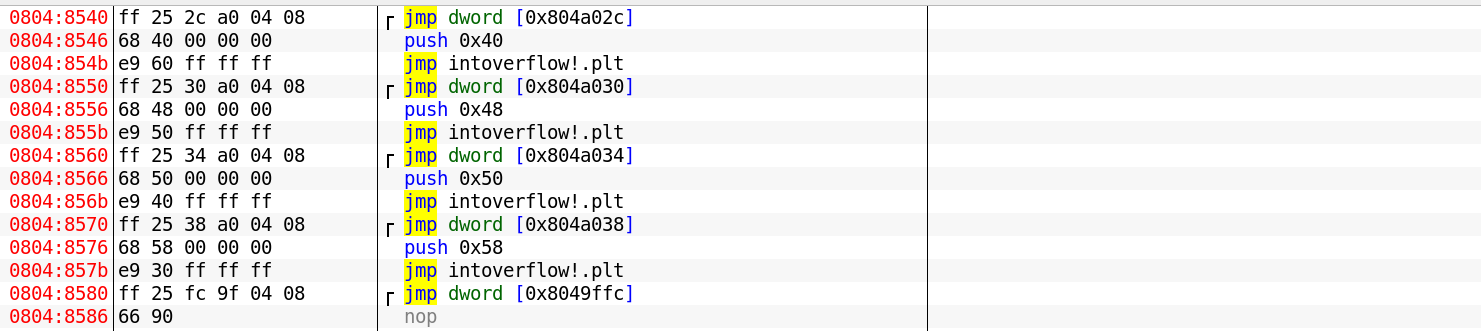 0804:8540 ff 25 2c a0 04 08 jmp dword [0x804a02c]
0804:8546 68 40 00 00 00 push 0x40
0804:854b e9 60 ff ff ff jmp intoverflow!.plt
0804:8550 ff 25 30 a0 04 08 jmp dword [0x804a030]
0804:8556 68 48 00 00 00 push 0x48
0804:855b e9 50 ff ff ff jmp intoverflow!.plt
0804:8560 ff 25 34 a0 04 08 jmp dword [0x804a034]
0804:8566 68 50 00 00 00 push 0x50
0804:856b e9 40 ff ff ff jmp intoverflow!.plt
0804:8570 ff 25 38 a0 04 08 jmp dword [0x804a038]
0804:8576 68 58 00 00 00 push 0x58
0804:857b e9 30 ff ff ff jmp intoverflow!.plt
0804:8580 ff 25 fc 9f 04 08 jmp dword [0x8049ffc]
0804:8586 66 90 nop